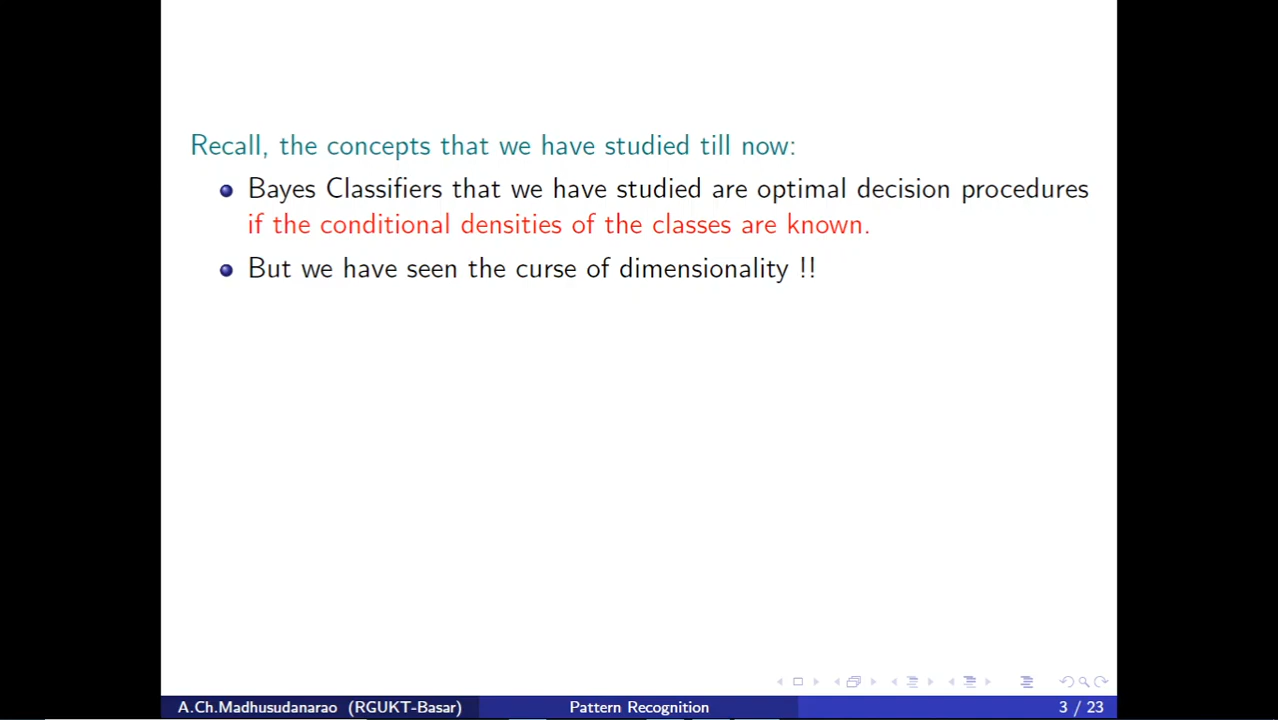 Recall, the concepts that we have studied till now:
Bayes Classifiers that we have studied are optimal decision procedures
if the conditional densities of the classes are known.
But we have seen the curse of dimensionality !!
A.Ch.Madhusudanarao (RGUKT-Basar) Pattern Recognition 3 / 23